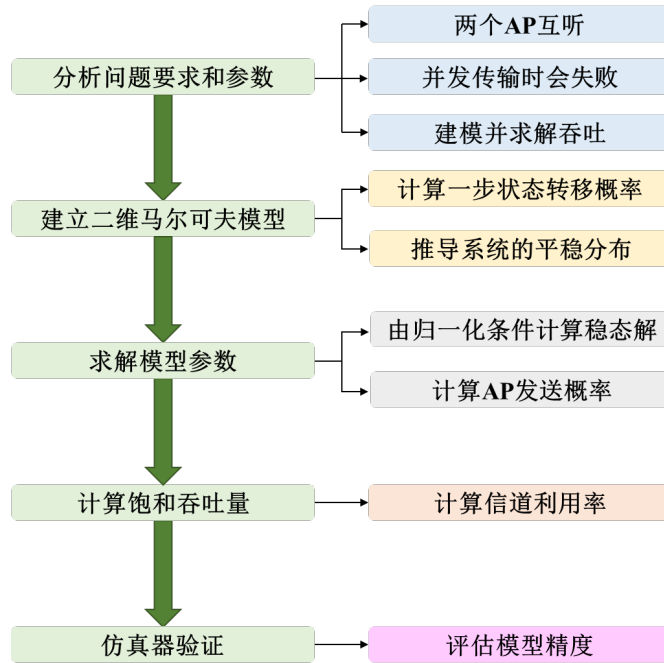 两个AP互听
分析问题要求和参数
并发传输时会失败
建模并求解吞吐
计算一步状态转移概率
建立二维马尔可夫模型
推导系统的平稳分布
由归一化条件计算稳态解
求解模型参数
计算AP发送概率
计算饱和吞吐量
计算信道利用率
仿真器验证
评估模型精度